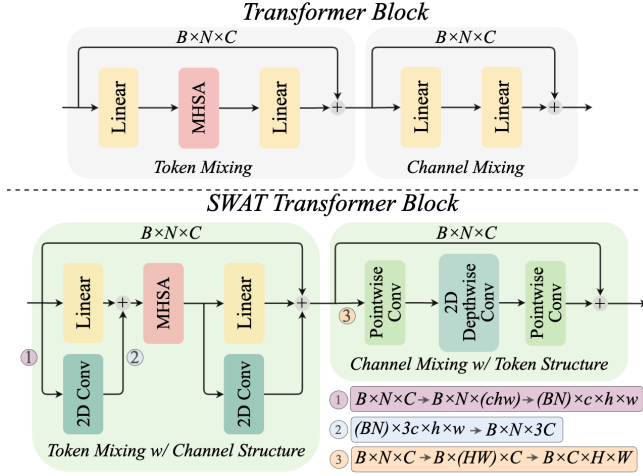 Transformer Block
B×N×C
B×N×C
Linear
MHSA
Linear
+
Linear
Linear
+
Token Mixing
Channel Mixing
SWAT Transformer Block
B×N×C
B×N×C
Linear
+
MHSA
Linear
+
Pointwise
Conv
2D
Depthwise
Conv
Pointwise
Conv
+
1
2
3
2D Conv
2D Conv
Channel Mixing w/ Token Structure
Token Mixing w/ Channel Structure
1 B×N×C→B×N×(chw)→(BN)×c×h×w
2 (BN)×3c×h×w → B×N×3C
3 B×N×C→B×(HW)×C→B×C×H×W